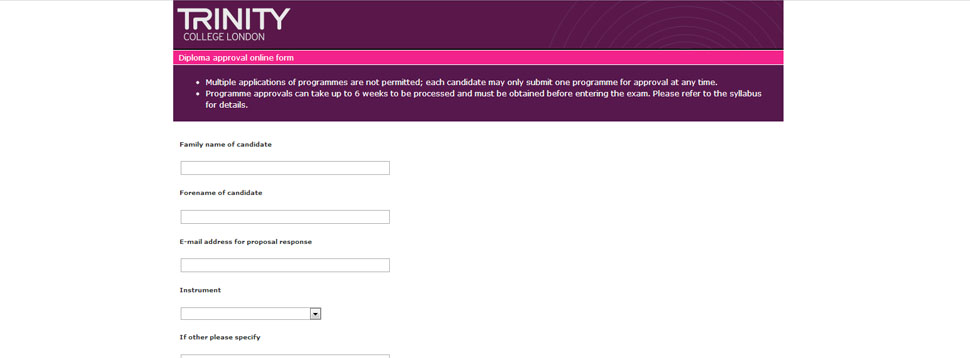 TRINITY
COLLEGE LONDON
Diploma approval online form
• Multiple applications of programmes are not permitted; each candidate may only submit one programme for approval at any time.
• Programme approvals can take up to 6 weeks to be processed and must be obtained before entering the exam. Please refer to the syllabus
for details.
Family name of candidate
Forename of candidate
E-mail address for proposal response
Instrument
If other please specify